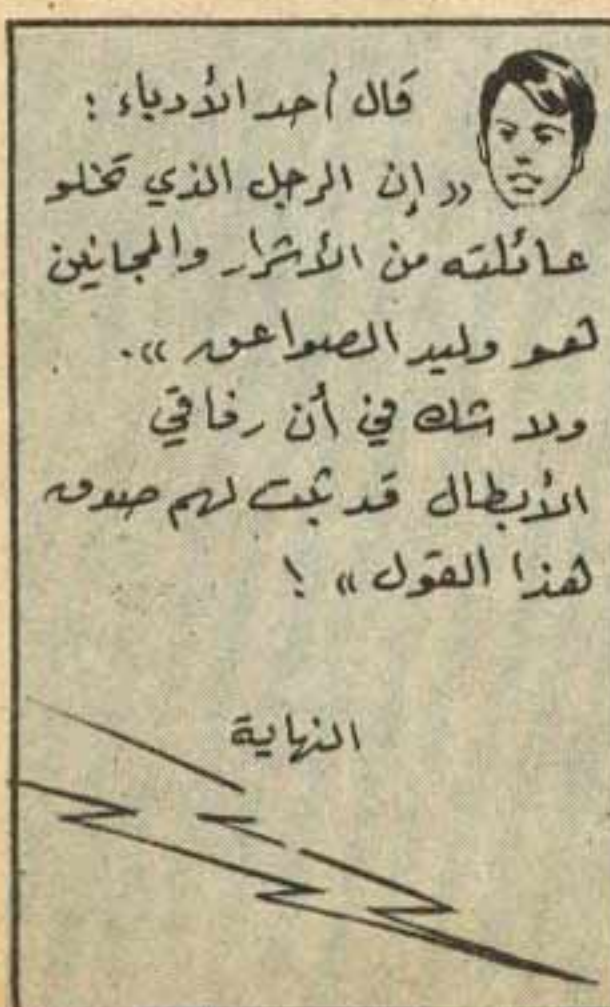 قال أحد الأدباء :
«إن الرجل الذي تخلو
عائلته من الأشرار والمجانين
لهو وليد الصواعق».
ولا شك في أن رفاقي
الأبطال قد ثبت لهم صدق
هذا القول» !
النهاية